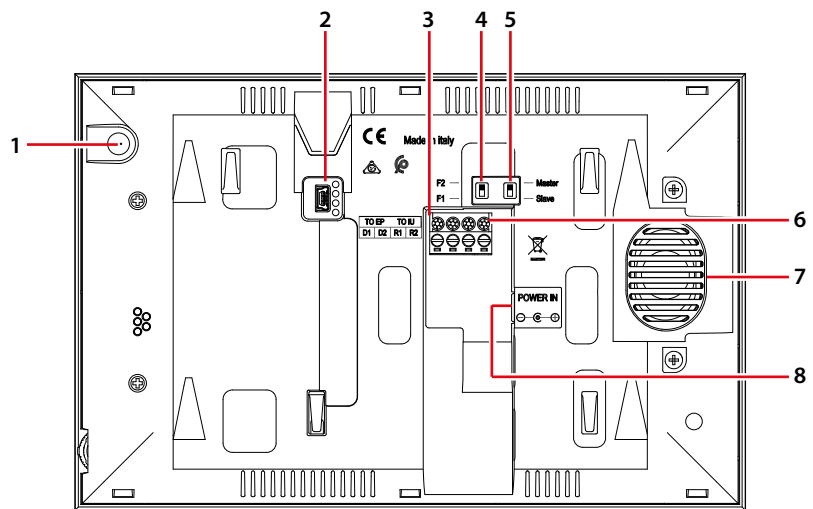 2 3 4 5
1
CE Made in Italy
F2 Master
F1 Slave
TO EP TO IU
D1 D2 R1 R2
6
7
POWER IN
8